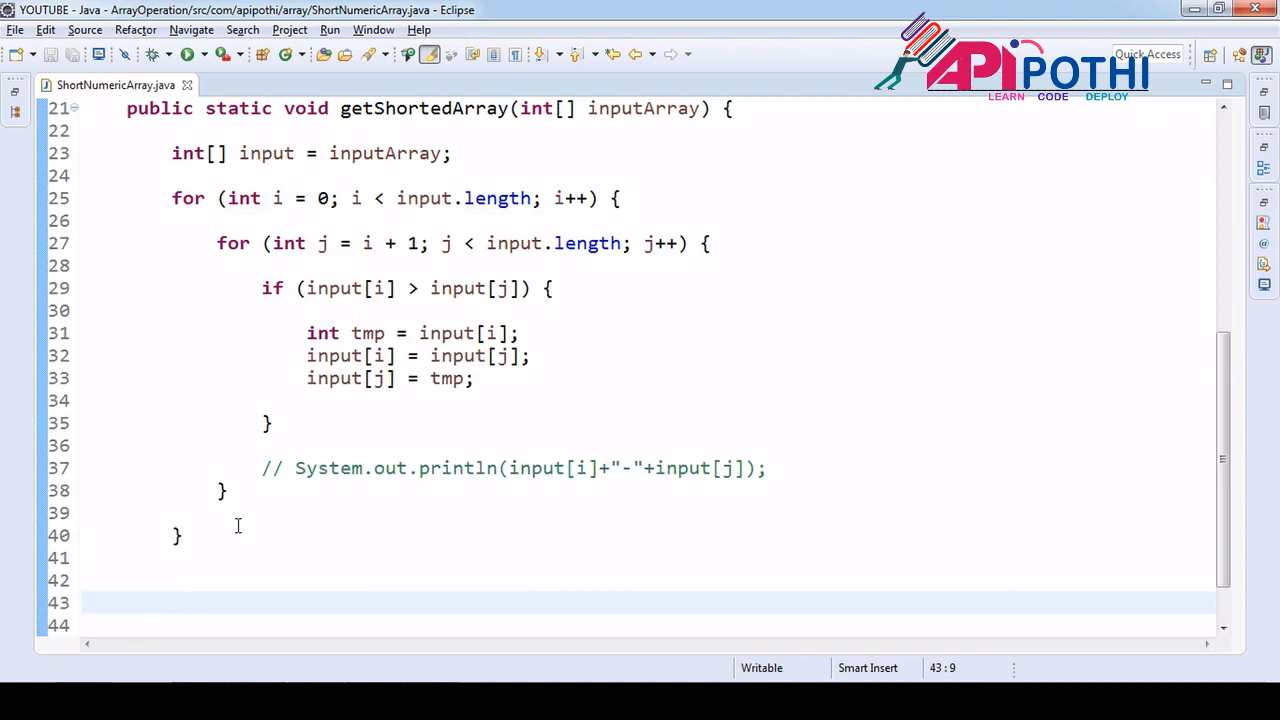 YOUTUBE - Java - ArrayOperation/src/com/apipothi/array/ShortNumericArray.java - Eclipse
File Edit Source Refactor Navigate Search Project Run Window Help
Quick Access
APiPOTHI
LEARN CODE DEPLOY
ShortNumericArray.java
21 public static void getShortedArray(int[] inputArray) {
22
23 int[] input = inputArray;
24
25 for (int i = 0; i < input.length; i++) {
26
27 for (int j = i + 1; j < input.length; j++) {
28
29 if (input[i] > input[j]) {
30
31 int tmp = input[i];
32 input[i] = input[j];
33 input[j] = tmp;
34
35 }
36
37 // System.out.println(input[i]+"-"+input[j]);
38 }
39
40 }
41
42
43
44
Writable Smart Insert 43:9